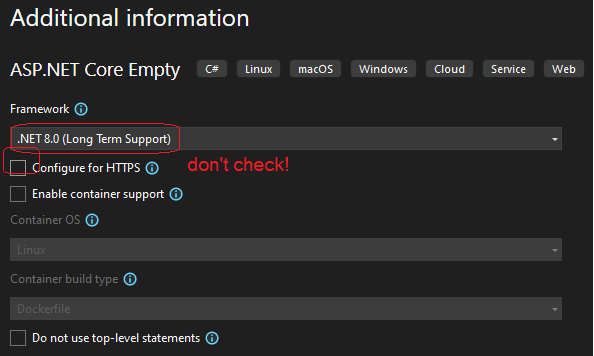 Additional information
ASP.NET Core Empty C# Linux macOS Windows Cloud Service Web
Framework
.NET 8.0 (Long Term Support)
Configure for HTTPS don't check!
Enable container support
Container OS
Linux
Container build type
Dockerfile
Do not use top-level statements